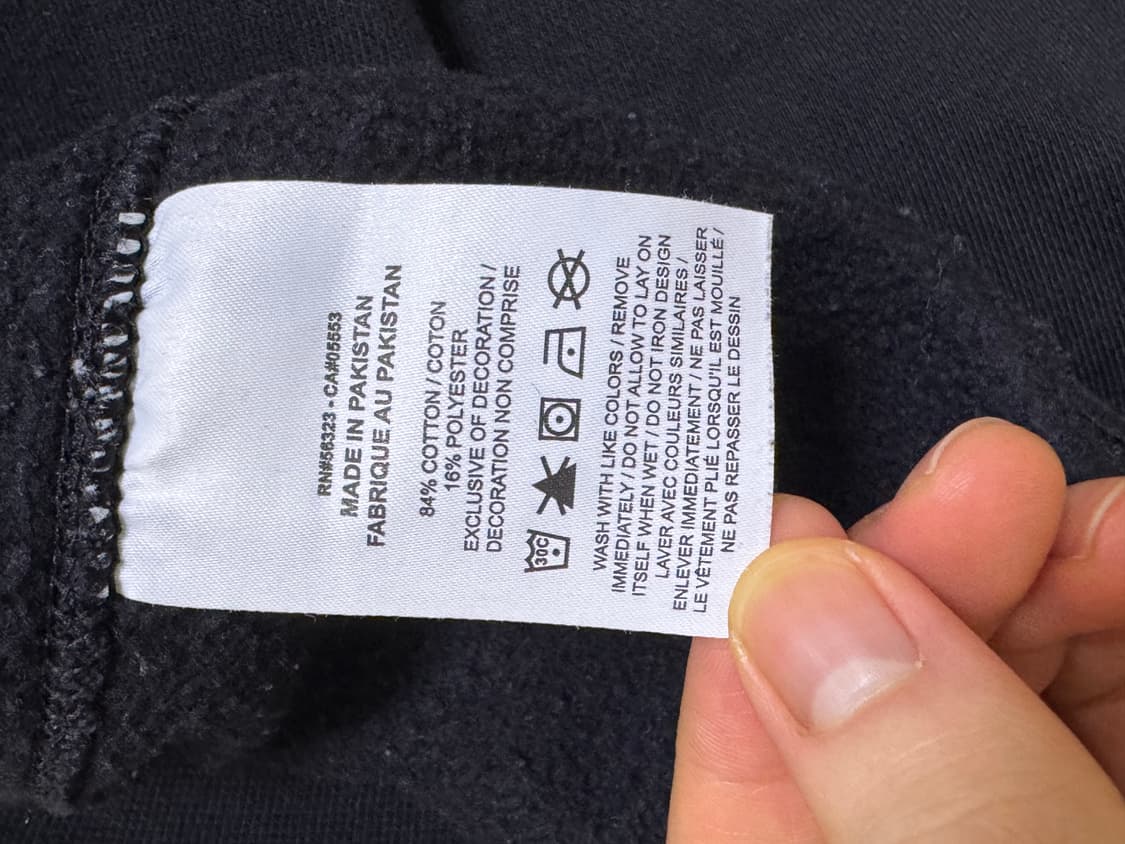 RN#56323 - CA#05553
MADE IN PAKISTAN
FABRIQUE AU PAKISTAN
84% COTTON / COTON
16% POLYESTER
EXCLUSIVE OF DECORATION /
DECORATION NON COMPRISE
30C
WASH WITH LIKE COLORS / REMOVE
IMMEDIATELY / DO NOT ALLOW TO LAY ON
ITSELF WHEN WET / DO NOT IRON DESIGN
LAVER AVEC COULEURS SIMILAIRES /
ENLEVER IMMEDIATEMENT / NE PAS LAISSER
LE VÊTEMENT PLIÉ LORSQU'IL EST MOUILLÉ /
NE PAS REPASSER LE DESSIN